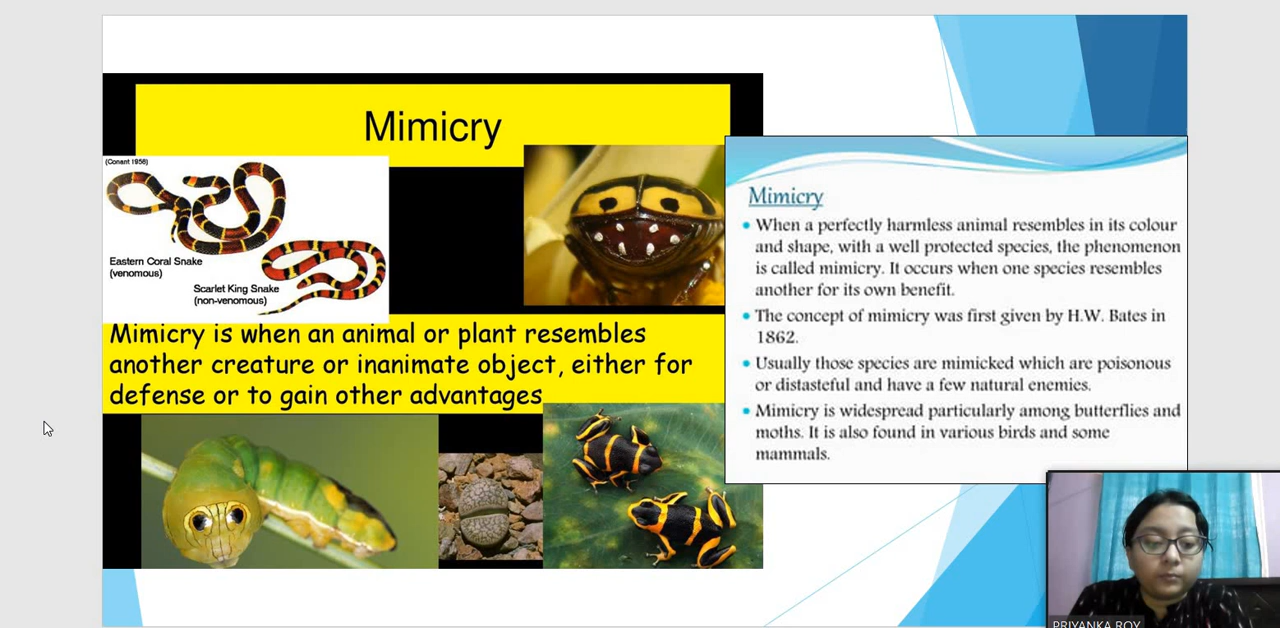 Mimicry
(Conant 1956)
Eastern Coral Snake
(venomous)
Scarlet King Snake
(non-venomous)
Mimicry is when an animal or plant resembles
another creature or inanimate object, either for
defense or to gain other advantages
Mimicry
When a perfectly harmless animal resembles in its colour
and shape, with a well protected species, the phenomenon
is called mimicry. It occurs when one species resembles
another for its own benefit.
The concept of mimicry was first given by H.W. Bates in
1862.
Usually those species are mimicked which are poisonous
or distasteful and have a few natural enemies.
Mimicry is widespread particularly among butterflies and
moths. It is also found in various birds and some
mammals.
PRIYANKA ROY